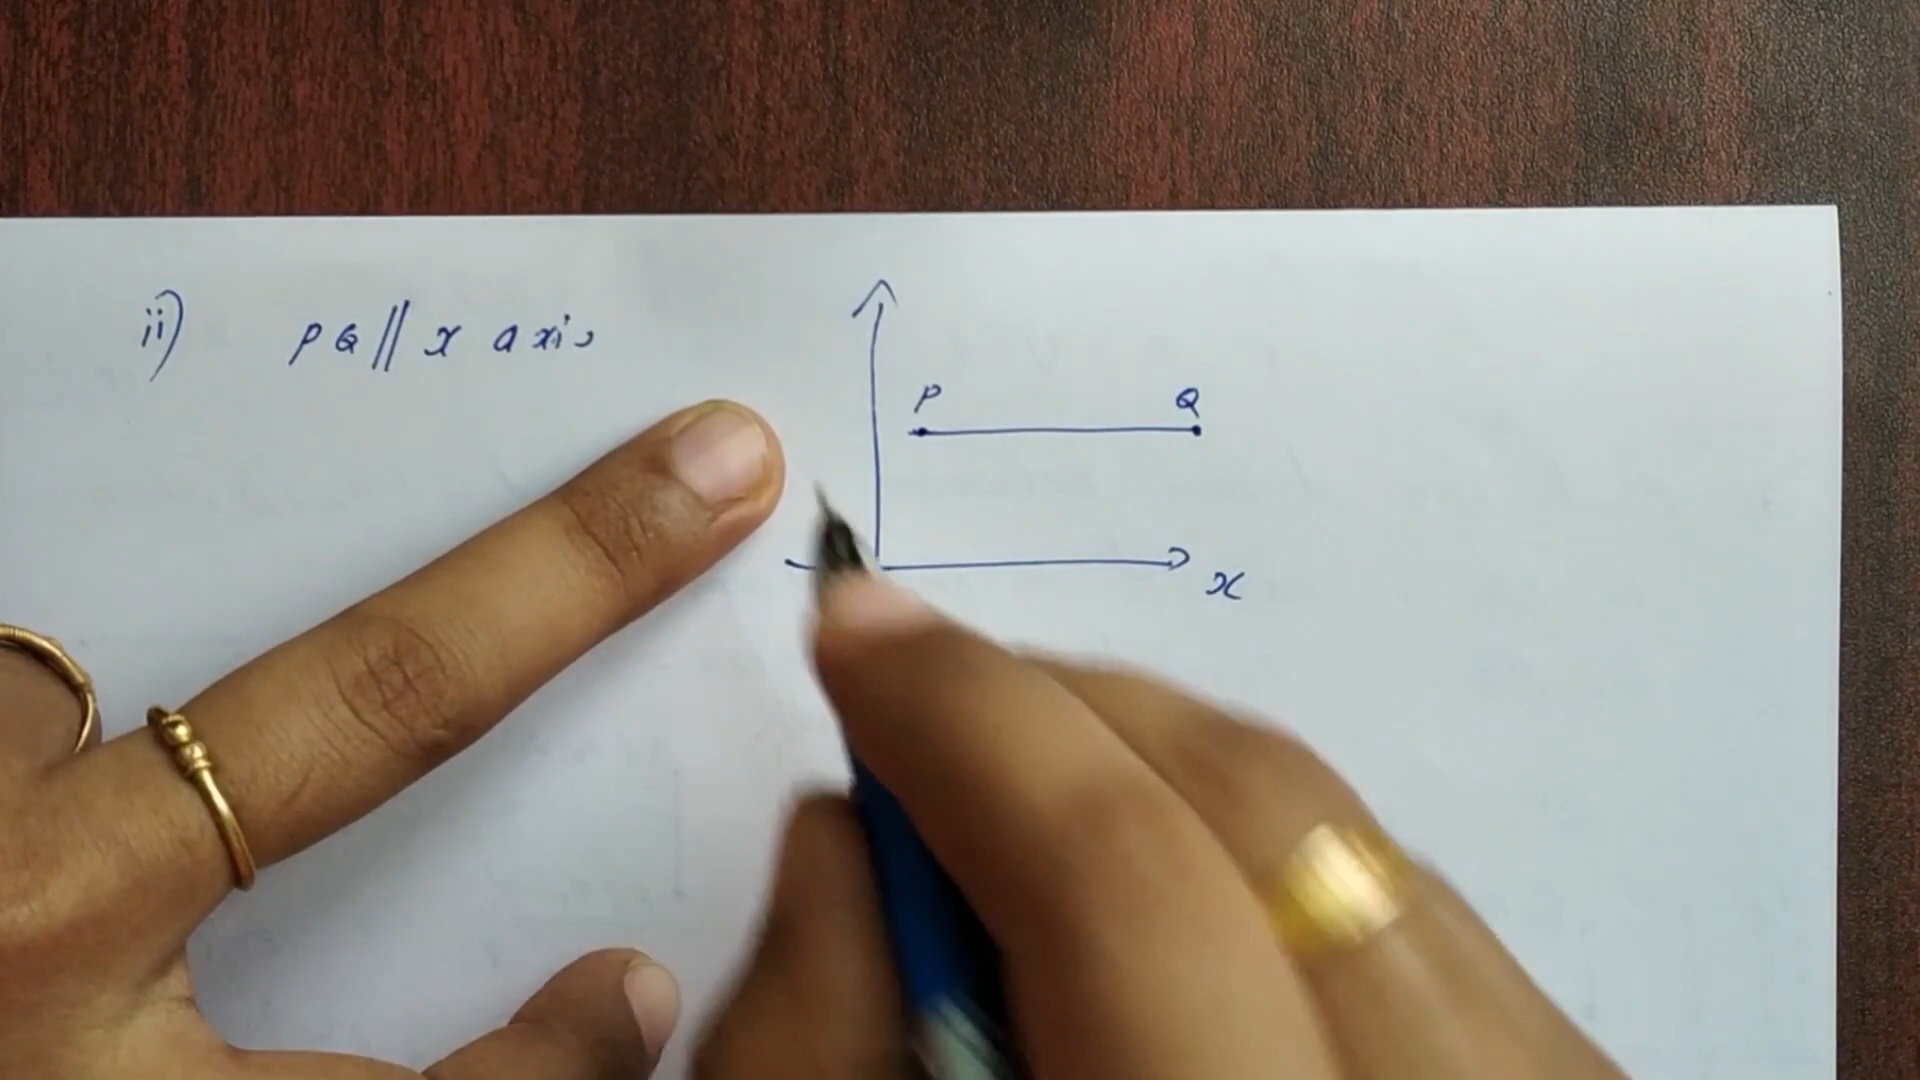 ii) PQ // x axis
P Q
x